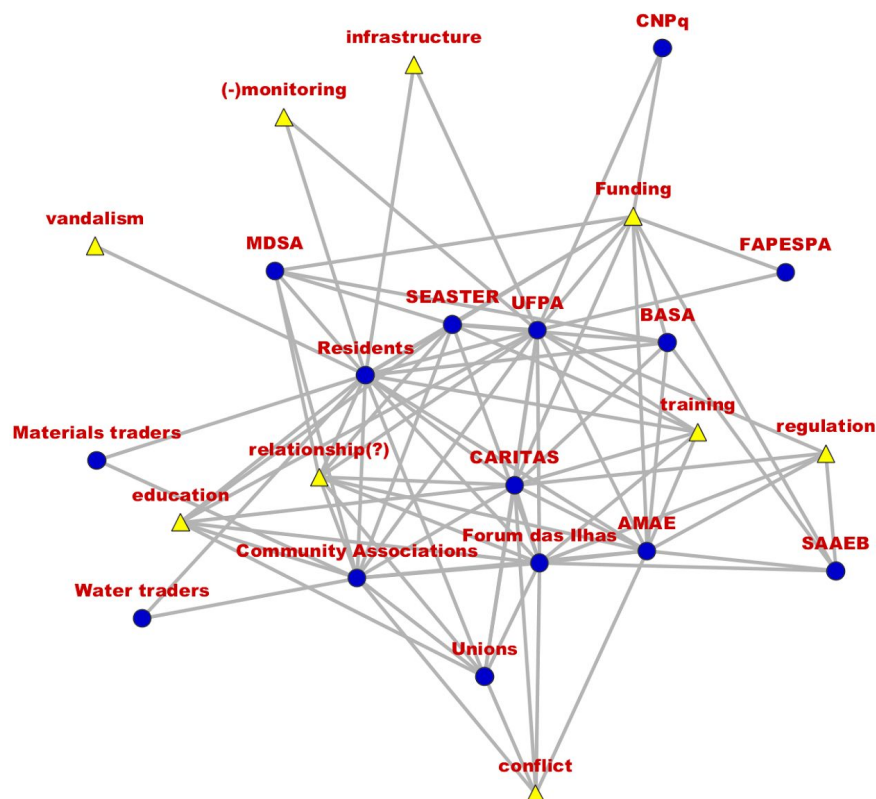 CNPq
infrastructure
(-)monitoring
Funding
vandalism
MDSA
FAPESPA
SEASTER
UFPA
BASA
Residents
training
Materials traders
relationship(?)
CARITAS
regulation
education
Community Associations
Forum das Ilhas
AMAE
SAAEB
Water traders
Unions
conflict